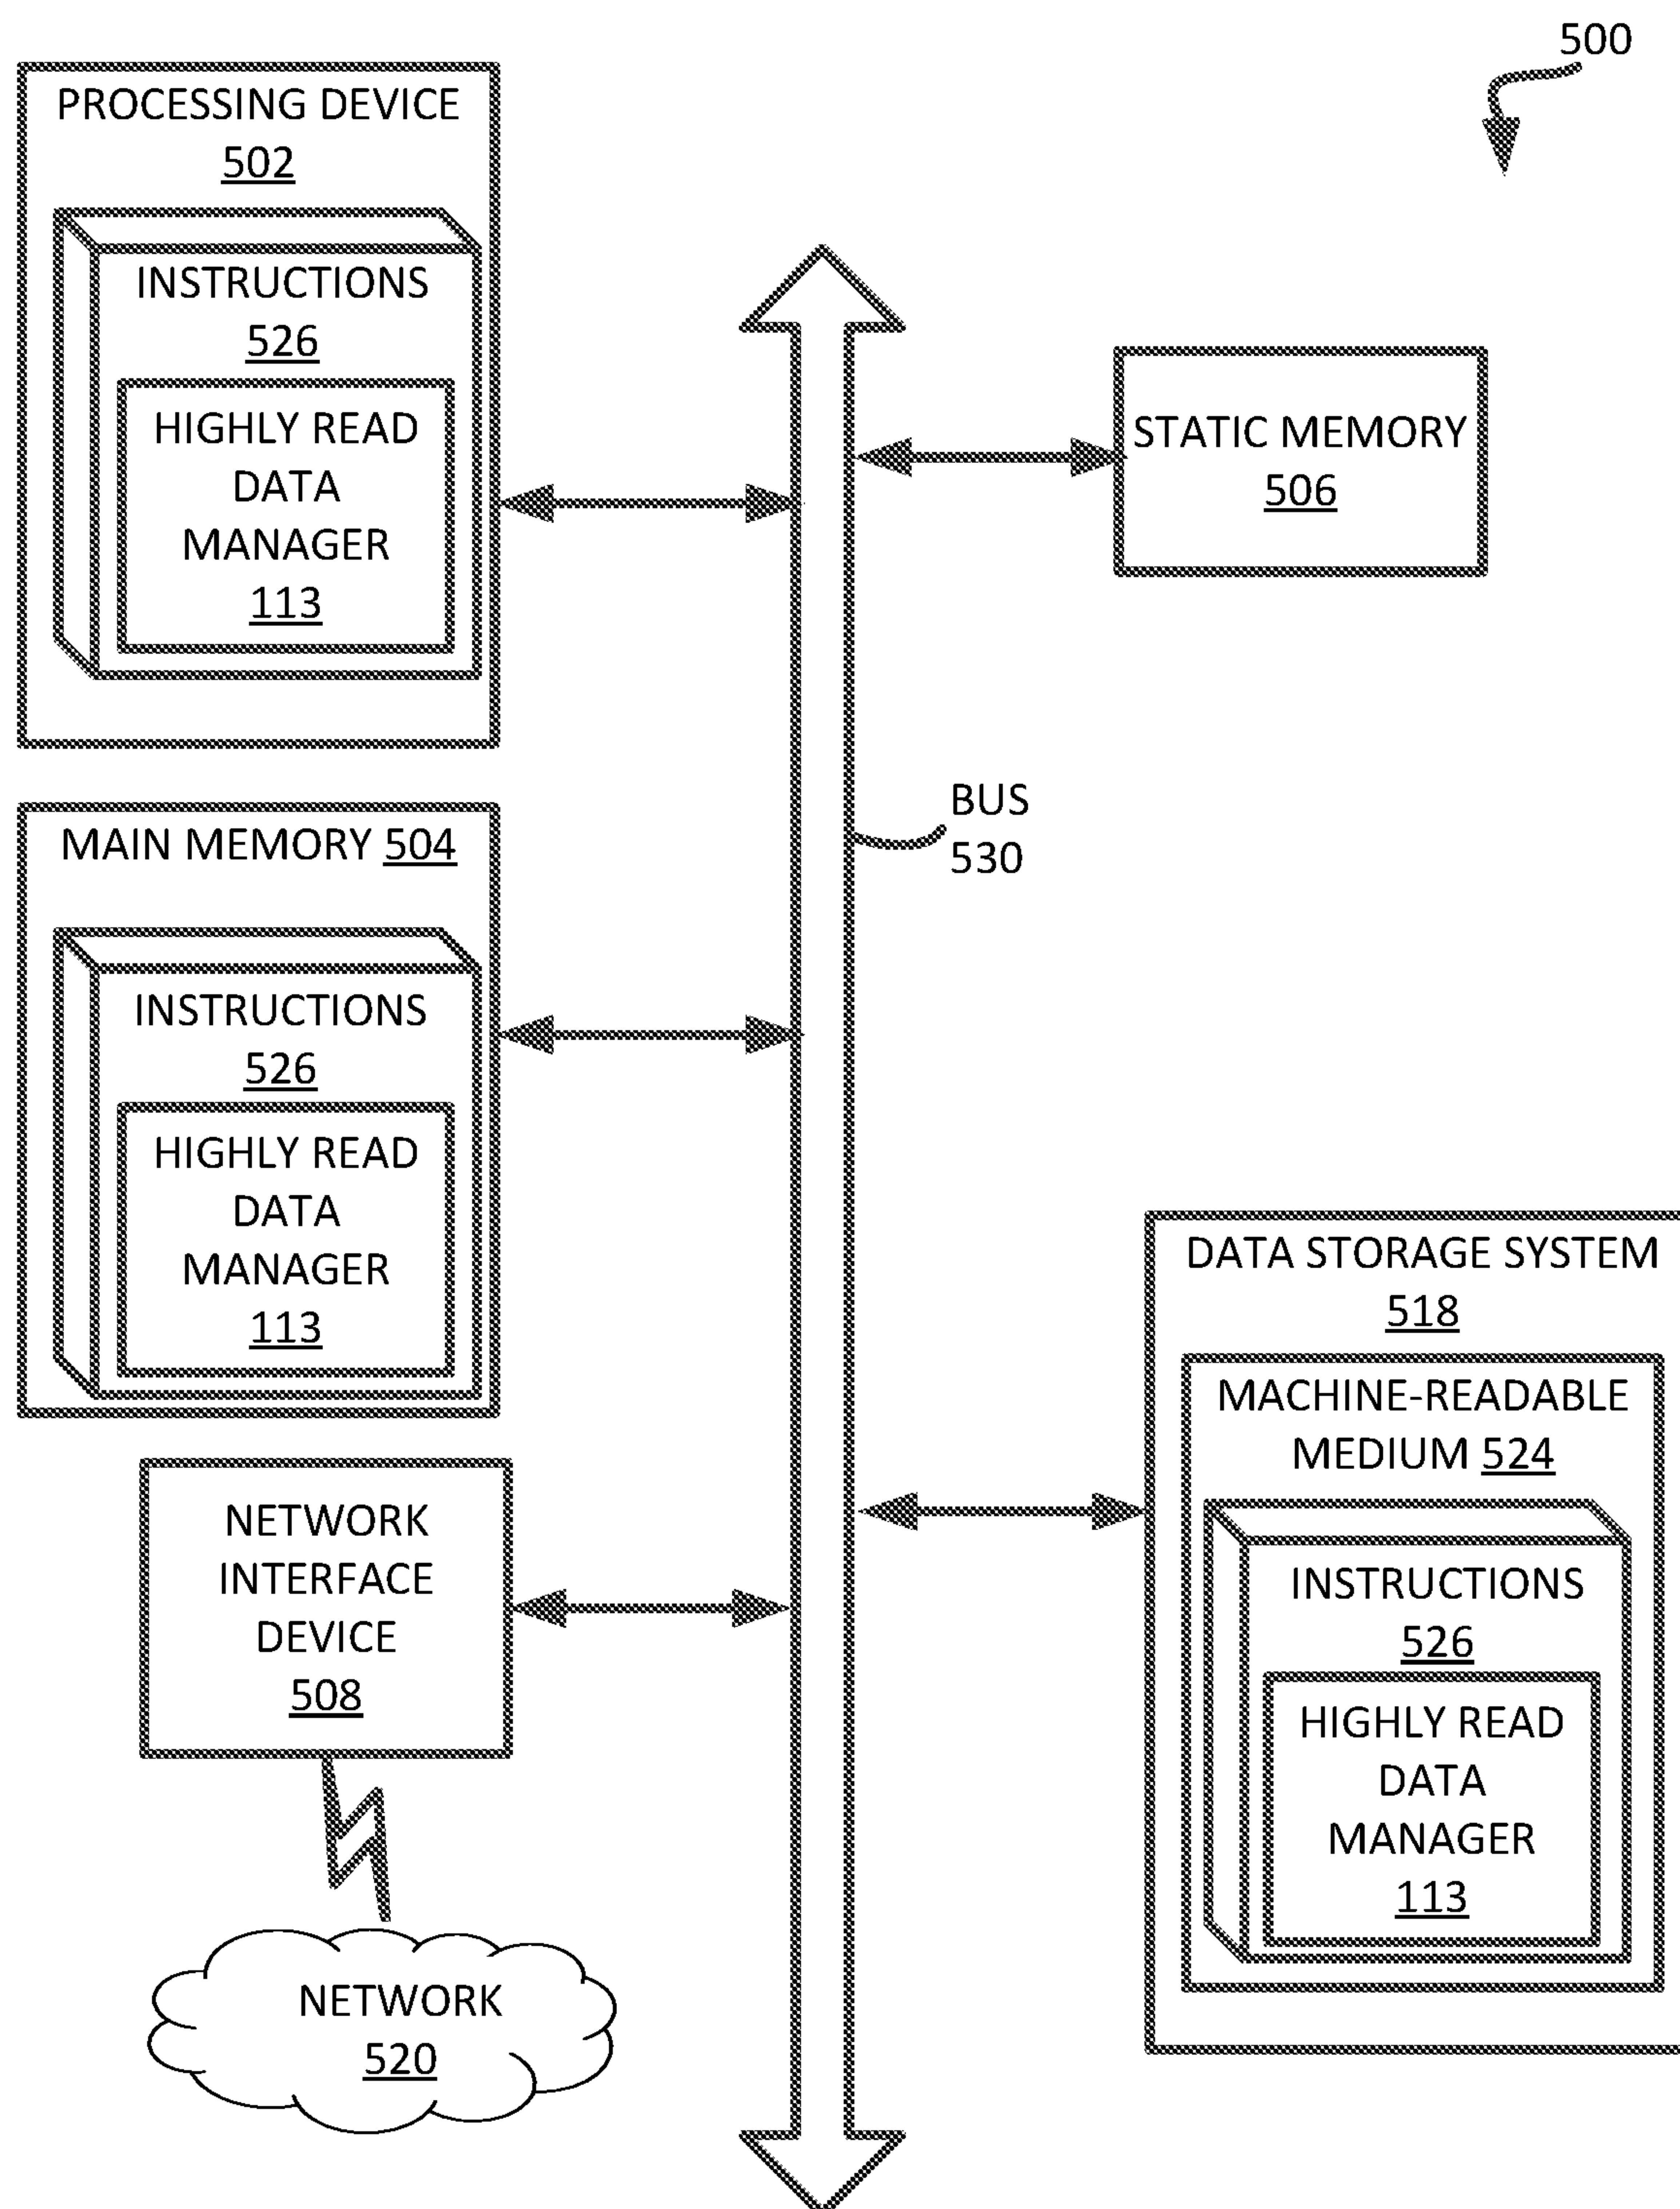 500
PROCESSING DEVICE
502
INSTRUCTIONS
526
HIGHLY READ
DATA
MANAGER
113
STATIC MEMORY
506
BUS
530
MAIN MEMORY 504
INSTRUCTIONS
526
HIGHLY READ
DATA
MANAGER
113
NETWORK
INTERFACE
DEVICE
508
DATA STORAGE SYSTEM
518
MACHINE-READABLE
MEDIUM 524
INSTRUCTIONS
526
HIGHLY READ
DATA
MANAGER
113
NETWORK
520